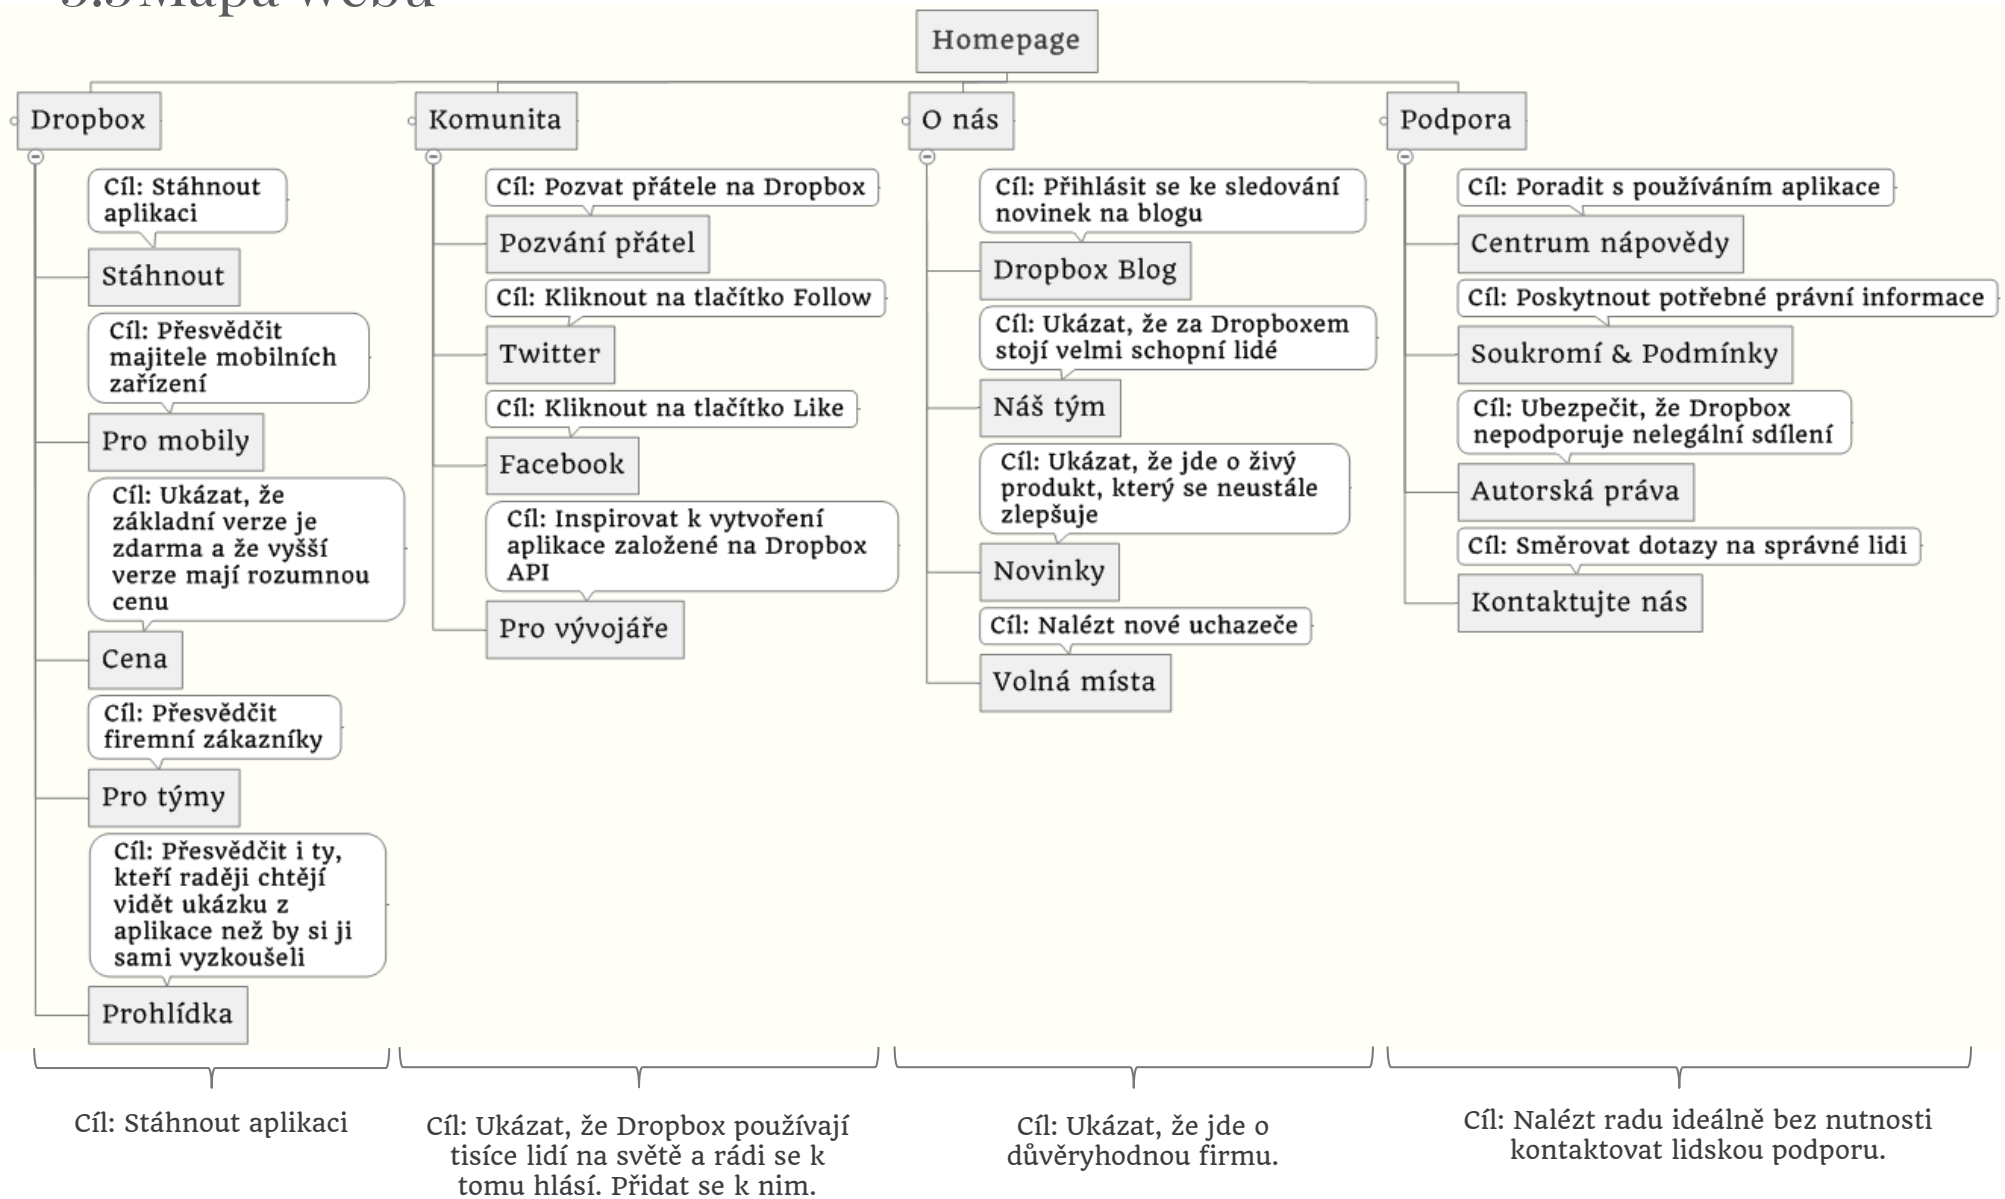 3.3Mapa webu
Homepage
Dropbox
Cíl: Stáhnout
aplikaci
Stáhnout
Cíl: Přesvědčit
majitele mobilních
zařízení
Pro mobily
Cíl: Ukázat, že
základní verze je
zdarma a že vyšší
verze mají rozumnou
cenu
Cena
Cíl: Přesvědčit
firemní zákazníky
Pro týmy
Cíl: Přesvědčit i ty,
kteří raději chtějí
vidět ukázku z
aplikace než by si ji
sami vyzkoušeli
Prohlídka
Cíl: Stáhnout aplikaci
Komunita
Cíl: Pozvat přátele na Dropbox
Pozvání přátel
Cíl: Kliknout na tlačítko Follow
Twitter
Cíl: Kliknout na tlačítko Like
Facebook
Cíl: Inspirovat k vytvoření
aplikace založené na Dropbox
API
Pro vývojáře
Cíl: Ukázat, že Dropbox používají
tisíce lidí na světě a rádi se k
tomu hlásí. Přidat se k nim.
O nás
Cíl: Přihlásit se ke sledování
novinek na blogu
Dropbox Blog
Cíl: Ukázat, že za Dropboxem
stojí velmi schopní lidé
Náš tým
Cíl: Ukázat, že jde o živý
produkt, který se neustále
zlepšuje
Novinky
Cíl: Nalézt nové uchazeče
Volná místa
Cíl: Ukázat, že jde o
důvěryhodnou firmu.
Podpora
Cíl: Poradit s používáním aplikace
Centrum nápovědy
Cíl: Poskytnout potřebné právní informace
Soukromí & Podmínky
Cíl: Ubezpečit, že Dropbox
nepodporuje nelegální sdílení
Autorská práva
Cíl: Směrovat dotazy na správné lidi
Kontaktujte nás
Cíl: Nalézt radu ideálně bez nutnosti
kontaktovat lidskou podporu.